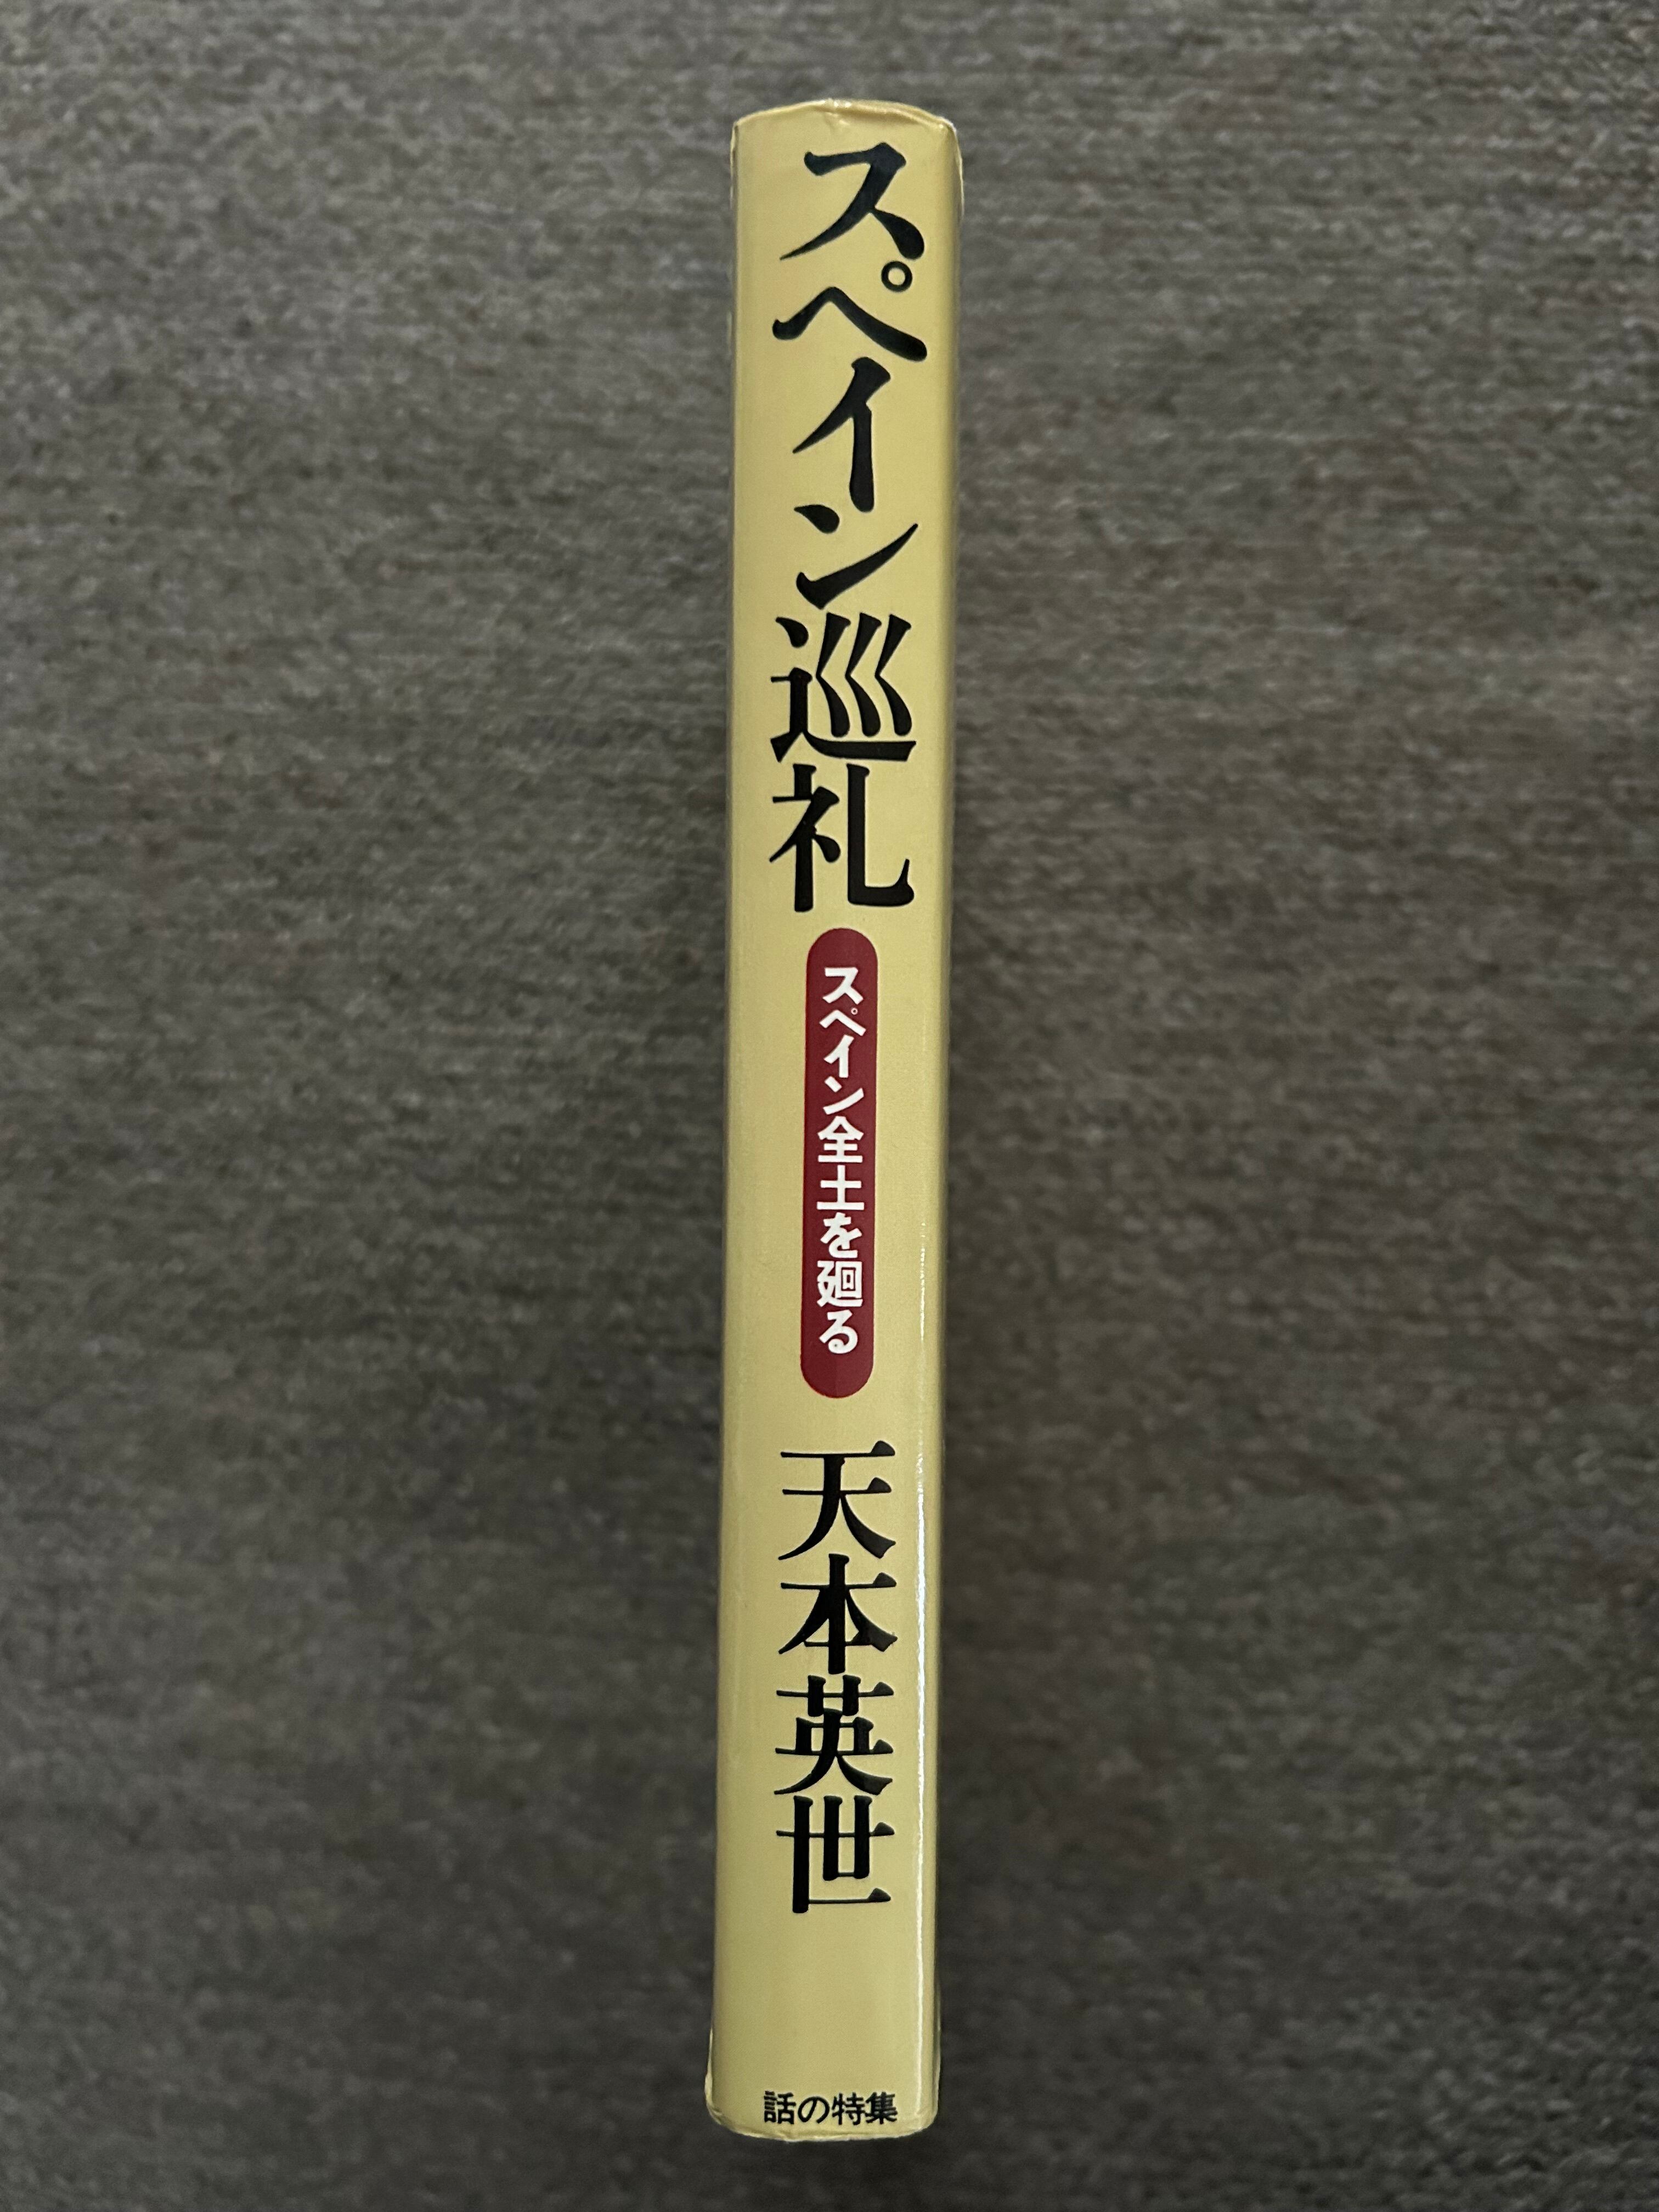 スペイン巡礼
スペイン全土を廻る
天本英世
話の特集